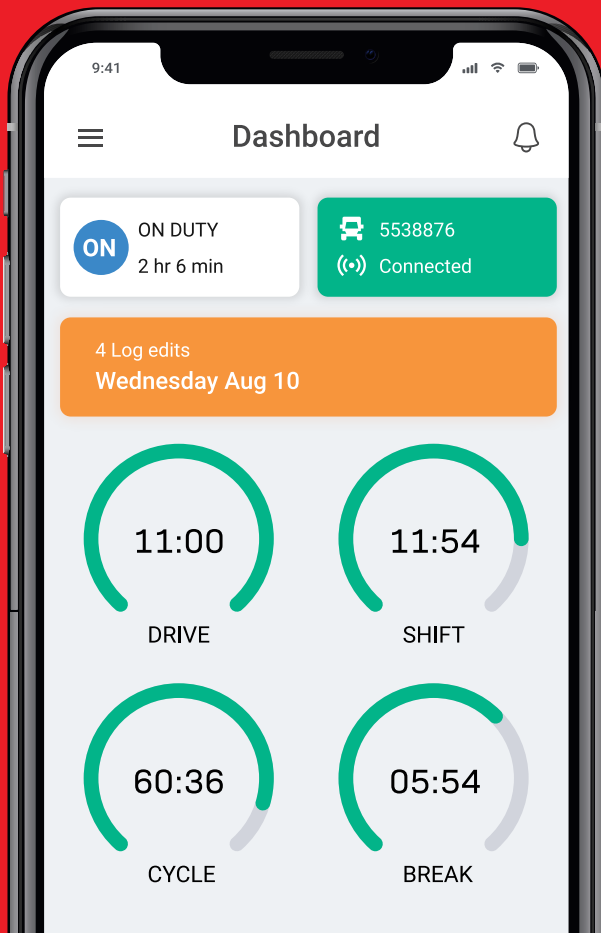 9:41
Dashboard
ON
ON DUTY
2 hr 6 min
5538876
Connected
4 Log edits
Wednesday Aug 10
11:00
DRIVE
11:54
SHIFT
60:36
CYCLE
05:54
BREAK